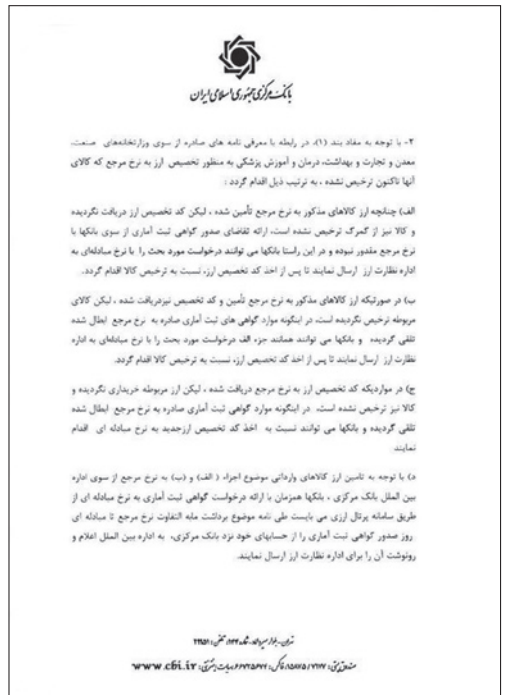 بانک مرکزی جمهوری اسلامی ایران
۲- با توجه به مفاد بند (۱)، در رابطه با معرفی نامه های صادره از سوی وزارتخانه‌های صنعت،
معدن و تجارت و بهداشت، درمان و آموزش پزشکی به منظور تخصیص ارز به نرخ مرجع که کالای
آنها تاکنون ترخیص نشده ، به ترتیب ذیل اقدام گردد :
الف) چنانچه ارز کالاهای مذکور به نرخ مرجع تأمین شده ، لیکن کد تخصیص ارز دریافت نگردیده
و کالا نیز از گمرک ترخیص نشده است، ارائه تقاضای صدور گواهی ثبت آماری از سوی بانکها با
نرخ مرجع مقدور نبوده و در این راستا بانکها می توانند درخواست مورد بحث را با نرخ مبادله‌ای به
اداره نظارت ارز ارسال نمایند تا پس از اخذ کد تخصیص ارز، نسبت به ترخیص کالا اقدام گردد.
ب) در صورتیکه ارز کالاهای مذکور به نرخ مرجع تأمین و کد تخصیص نیزدریافت شده ، لیکن کالای
مربوطه ترخیص نگردیده است، در اینگونه موارد گواهی های ثبت آماری صادره به نرخ مرجع ابطال شده
تلقی گردیده و بانکها می توانند همانند جزء الف درخواست مورد بحث را با نرخ مبادله‌ای به اداره
نظارت ارز ارسال نمایند تا پس از اخذ کد تخصیص ارز، نسبت به ترخیص کالا اقدام گردد.
ج) در مواردیکه کد تخصیص ارز به نرخ مرجع دریافت شده ، لیکن ارز مربوطه خریداری نگردیده و
کالا نیز ترخیص نشده است، در اینگونه موارد گواهی ثبت آماری صادره به نرخ مرجع ابطال شده
تلقی گردیده و بانکها می توانند نسبت به اخذ کد تخصیص ارزجدید به نرخ مبادله ای اقدام
نمایند
د) با توجه به تامین ارز کالاهای وارداتی موضوع اجزاء ( الف) و (ب) به نرخ مرجع از سوی اداره
بین الملل بانک مرکزی ، بانکها همزمان با ارائه درخواست گواهی ثبت آماری به نرخ مبادله ای از
طریق سامانه پرتال ارزی می بایست طی نامه موضوع برداشت مابه التفاوت نرخ مرجع تا مبادله ای
روز صدور گواهی ثبت آماری را از حسابهای خود نزد بانک مرکزی، به اداره بین الملل اعلام و
رونوشت آن را برای اداره نظارت ارز ارسال نمایند.
تهران - بلوار میرداماد، شماره ۱۴۴، تلفن:
صندوق پستی: ۱۵۸۷۵/۷۱۷۷، فاکس: ۶۶۷۳۵۶۷۴، سایت اینترنتی: www.cbi.ir